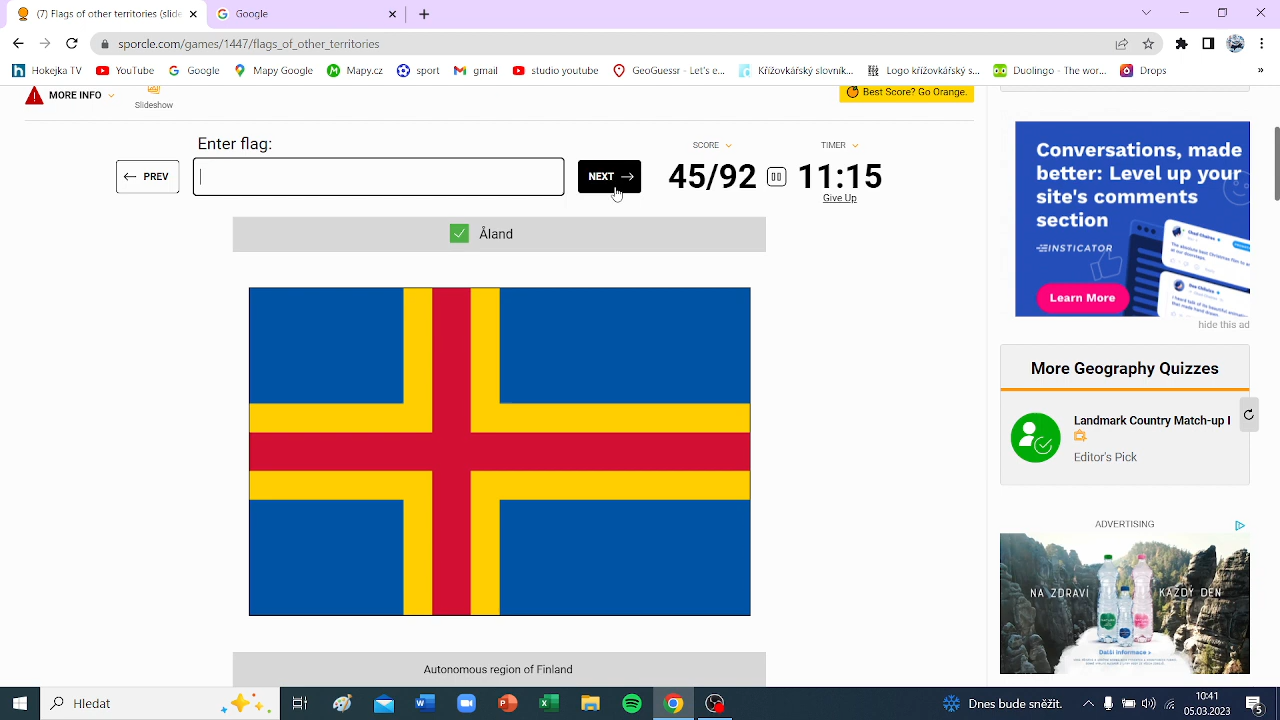 (7) Flags of other territories (slid
Google
sporcle.com/games/1447/flags_of_other_territories
Hokejka TV
YouTube
Google
Mapy Google
Mapy.cz
sport
gmail
studio youtube
GeoGuessr - Let's e...
Křížovkářský slovník...
Logo křížovkářský s...
Duolingo - The wor...
Drops
»
MORE INFO
Slideshow
Best Score? Go Orange.
Enter flag:
← PREV
NEXT →
SCORE
45/92
TIMER
11:15
Give Up
Åland
Conversations, made better: Level up your site's comments section
INSTICATOR
Learn More
hide this ad
More Geography Quizzes
Landmark Country Match-up I
Editor's Pick
ADVERTISING
NA ZDRAVÍ
KAŽDÝ DEN
Další informace >
of Finland
Hledat
Dnes bude sněžit
10:41
05.03.2023
5